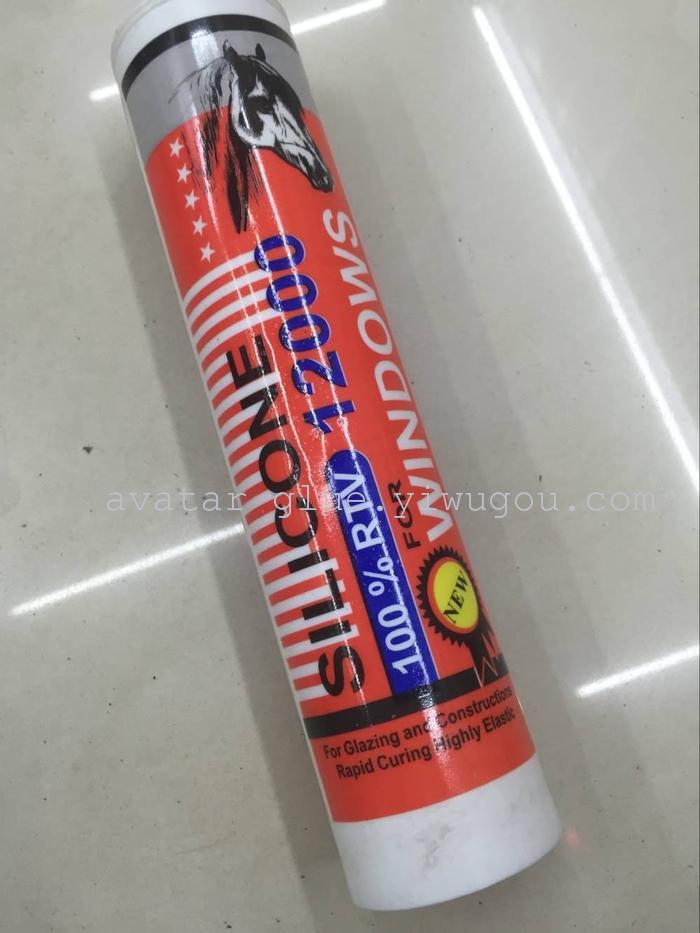 SILICONE
12000
100% RTV
FOR
WINDOWS
NEW
For Glazing and Constructions
Rapid Curing Highly Elastic
avatar glue.yiwugou.com